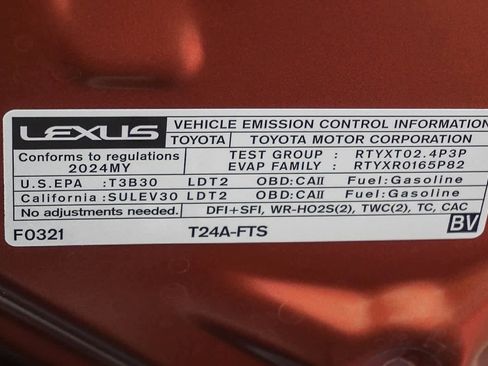 LEXUS VEHICLE EMISSION CONTROL INFORMATION
TOYOTA TOYOTA MOTOR CORPORATION
Conforms to regulations TEST GROUP : RTYXT02.4P3P
2024MY EVAP FAMILY : RTYXR0165P82
U.S.EPA :T3B30 LDT2 OBD:CAII Fuel:Gasoline
California :SULEV30 LDT2 OBD:CAII Fuel:Gasoline
No adjustments needed. DFI+SFI, WR-HO2S(2), TWC(2), TC, CAC
F0321 T24A-FTS BV